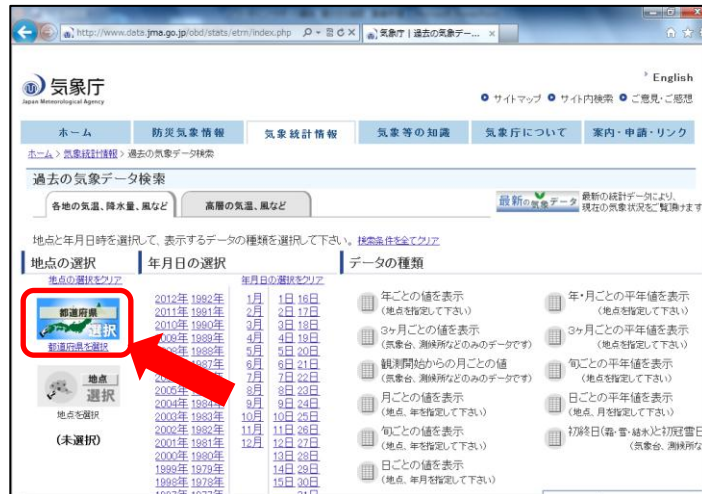 http://www.data.jma.go.jp/obd/stats/etrn/index.php
気象庁 | 過去の気象デー...
気象庁
Japan Meteorological Agency
English
サイトマップ サイト内検索 ご意見・ご感想
ホーム 防災気象情報 気象統計情報 気象等の知識 気象庁について 案内・申請・リンク
ホーム > 気象統計情報 > 過去の気象データ検索
過去の気象データ検索
各地の気温、降水量、風など 高層の気温、風など
最新の気象データ 最新の統計データにより、
現在の気象状況をご覧頂けます
地点と年月日時を選択して、表示するデータの種類を選択して下さい。 検索条件を全てクリア
地点の選択 年月日の選択 データの種類
地点の選択をクリア 年月日の選択をクリア
都道府県
選択
都道府県を選択
地点
選択
地点を選択
(未選択)
2012年 1992年 1月 1日 16日
2011年 1991年 2月 2日 17日
2010年 1990年 3月 3日 18日
2009年 1989年 4月 4日 19日
1988年 5月 5日 20日
1987年 6月 6日 21日
7月 7日 22日
2005年 8月 8日 23日
2004年 1984年 9月 9日 24日
2003年 1983年 10月 10日 25日
2002年 1982年 11月 11日 26日
2001年 1981年 12月 12日 27日
2000年 1980年 13日 28日
1999年 1979年 14日 29日
1998年 1978年 15日 30日
1997年 1977年 31日
年ごとの値を表示
(地点を指定して下さい)
3ヶ月ごとの値を表示
(気象台、測候所などのみのデータです)
観測開始からの月ごとの値
(気象台、測候所などのみのデータです)
月ごとの値を表示
(地点、年を指定して下さい)
旬ごとの値を表示
(地点、年を指定して下さい)
日ごとの値を表示
(地点、年月を指定して下さい)
年・月ごとの平年値を表示
(地点を指定して下さい)
3ヶ月ごとの平年値を表示
(地点を指定して下さい)
旬ごとの平年値を表示
(地点を指定して下さい)
日ごとの平年値を表示
(地点、月を指定して下さい)
初終日(霜・雪・結氷)と初冠雪日
(気象台、測候所な